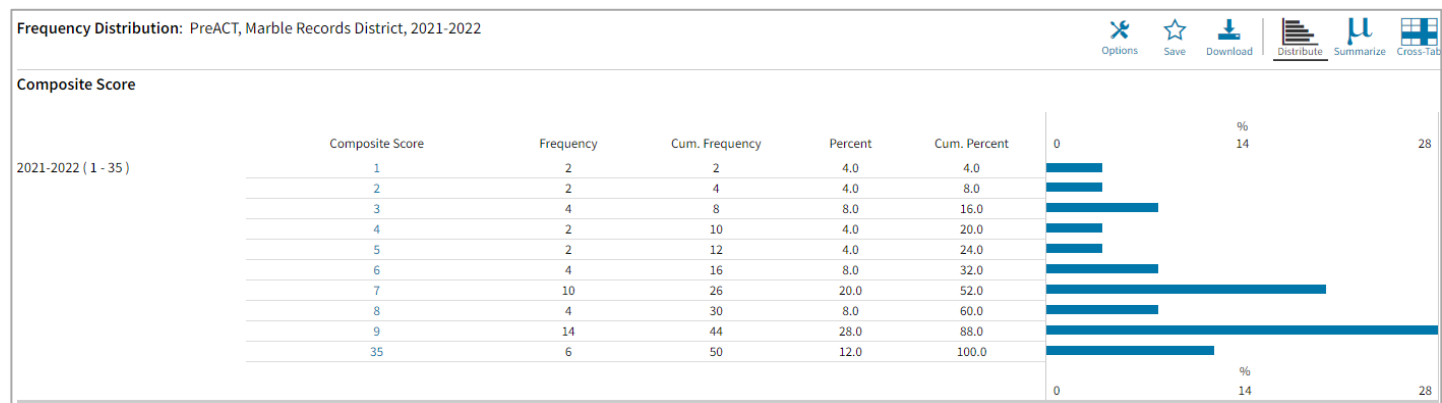 Frequency Distribution: PreACT, Marble Records District, 2021-2022
Options Save Download Distribute Summarize Cross-Tab
Composite Score
%
Composite Score Frequency Cum. Frequency Percent Cum. Percent 0 14 28
2021-2022 ( 1 - 35 ) 1 2 2 4.0 4.0
2 2 4 4.0 8.0
3 4 8 8.0 16.0
4 2 10 4.0 20.0
5 2 12 4.0 24.0
6 4 16 8.0 32.0
7 10 26 20.0 52.0
8 4 30 8.0 60.0
9 14 44 28.0 88.0
35 6 50 12.0 100.0
%
0 14 28